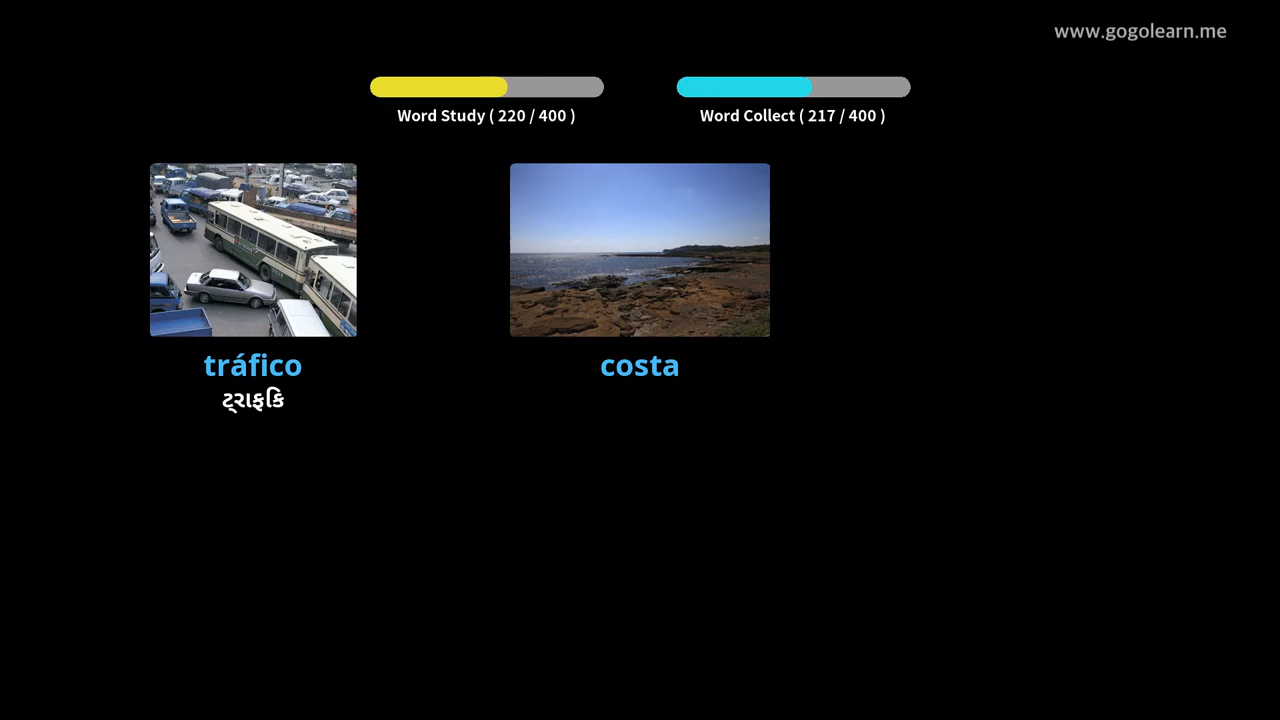 www.gogolearn.me
Word Study ( 220 / 400 )
Word Collect ( 217 / 400 )
tráfico
ટ્રાફિક
costa